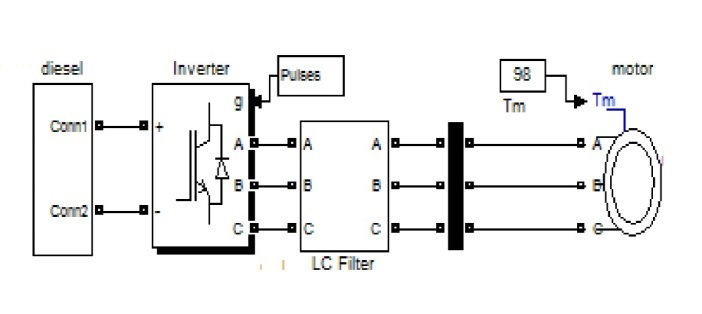 diesel
Inverter
Pulses
98
motor
Conn1
+
g
Tm
Tm
A
A
A
A
B
B
B
B
Conn2
-
C
C
C
C
LC Filter